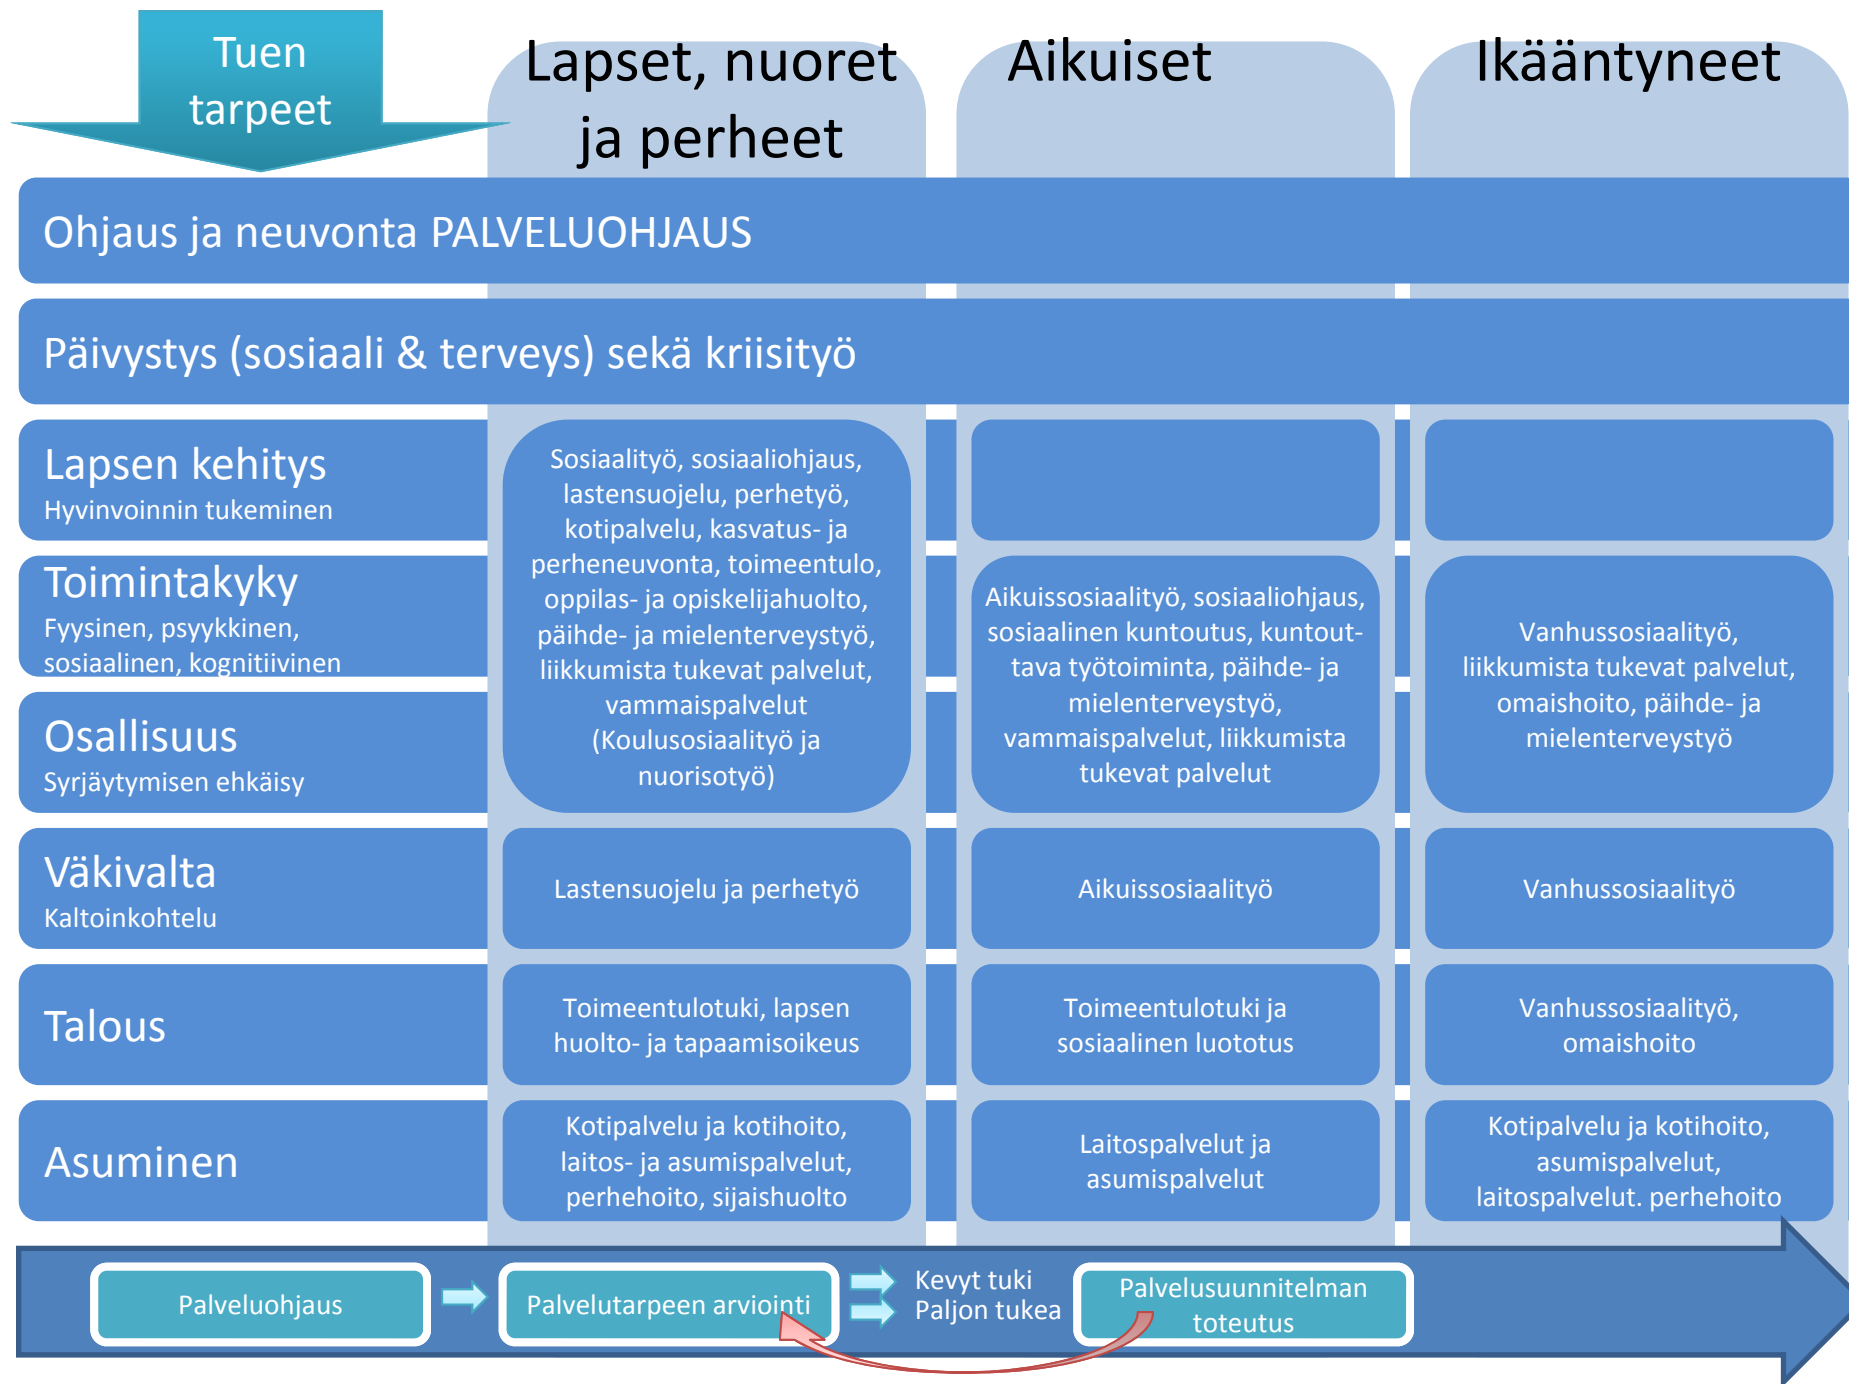 Tuen
tarpeet
Lapset, nuoret
ja perheet
Aikuiset
Ikääntyneet
Ohjaus ja neuvonta PALVELUOHJAUS
Päivystys (sosiaali & terveys) sekä kriisityö
Lapsen kehitys
Hyvinvoinnin tukeminen
Toimintakyky
Fyysinen, psyykkinen,
sosiaalinen, kognitiivinen
Osallisuus
Syrjäytymisen ehkäisy
Sosiaalityö, sosiaaliohjaus,
lastensuojelu, perhetyö,
kotipalvelu, kasvatus- ja
perheneuvonta, toimeentulo,
oppilas- ja opiskelijahuolto,
päihde- ja mielenterveystyö,
liikkumista tukevat palvelut,
vammaispalvelut
(Koulusosiaalityö ja
nuorisotyö)
Aikuissosiaalityö, sosiaaliohjaus,
sosiaalinen kuntoutus, kuntout-
tava työtoiminta, päihde- ja
mielenterveystyö,
vammaispalvelut, liikkumista
tukevat palvelut
Vanhussosiaalityö,
liikkumista tukevat palvelut,
omaishoito, päihde- ja
mielenterveystyö
Väkivalta
Kaltoinkohtelu
Lastensuojelu ja perhetyö
Aikuissosiaalityö
Vanhussosiaalityö
Talous
Toimeentulotuki, lapsen
huolto- ja tapaamisoikeus
Toimeentulotuki ja
sosiaalinen luototus
Vanhussosiaalityö,
omaishoito
Asuminen
Kotipalvelu ja kotihoito,
laitos- ja asumispalvelut,
perhehoito, sijaishuolto
Laitospalvelut ja
asumispalvelut
Kotipalvelu ja kotihoito,
asumispalvelut,
laitospalvelut. perhehoito
Palveluohjaus
Palvelutarpeen arviointi
Kevyt tuki
Paljon tukea
Palvelusuunnitelman
toteutus